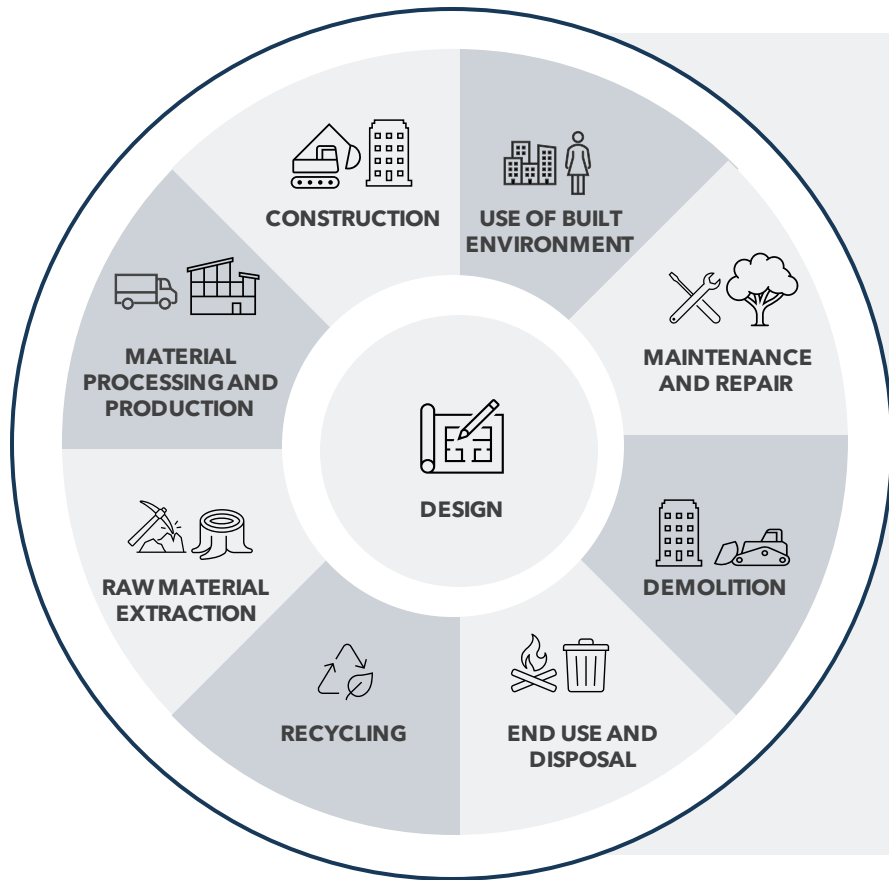 CONSTRUCTION
USE OF BUILT
ENVIRONMENT
MAINTENANCE
AND REPAIR
DEMOLITION
END USE AND
DISPOSAL
RECYCLING
RAW MATERIAL
EXTRACTION
MATERIAL
PROCESSING AND
PRODUCTION
DESIGN